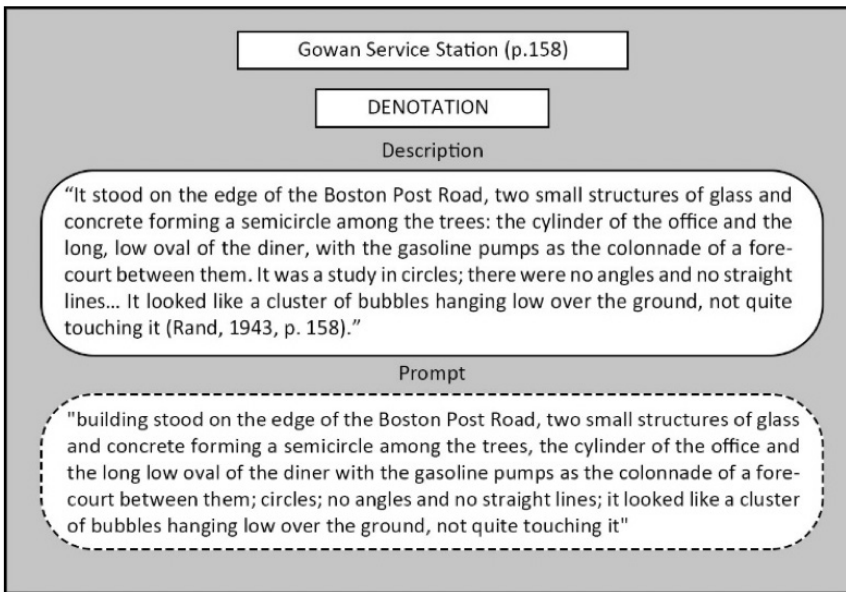 Gowan Service Station (p.158)
DENOTATION
Description
“It stood on the edge of the Boston Post Road, two small structures of glass and
concrete forming a semicircle among the trees: the cylinder of the office and the
long, low oval of the diner, with the gasoline pumps as the colonnade of a fore-
court between them. It was a study in circles; there were no angles and no straight
lines... It looked like a cluster of bubbles hanging low over the ground, not quite
touching it (Rand, 1943, p. 158).”
Prompt
"building stood on the edge of the Boston Post Road, two small structures of glass
and concrete forming a semicircle among the trees, the cylinder of the office and
the long low oval of the diner with the gasoline pumps as the colonnade of a fore-
court between them; circles; no angles and no straight lines; it looked like a cluster
of bubbles hanging low over the ground, not quite touching it"